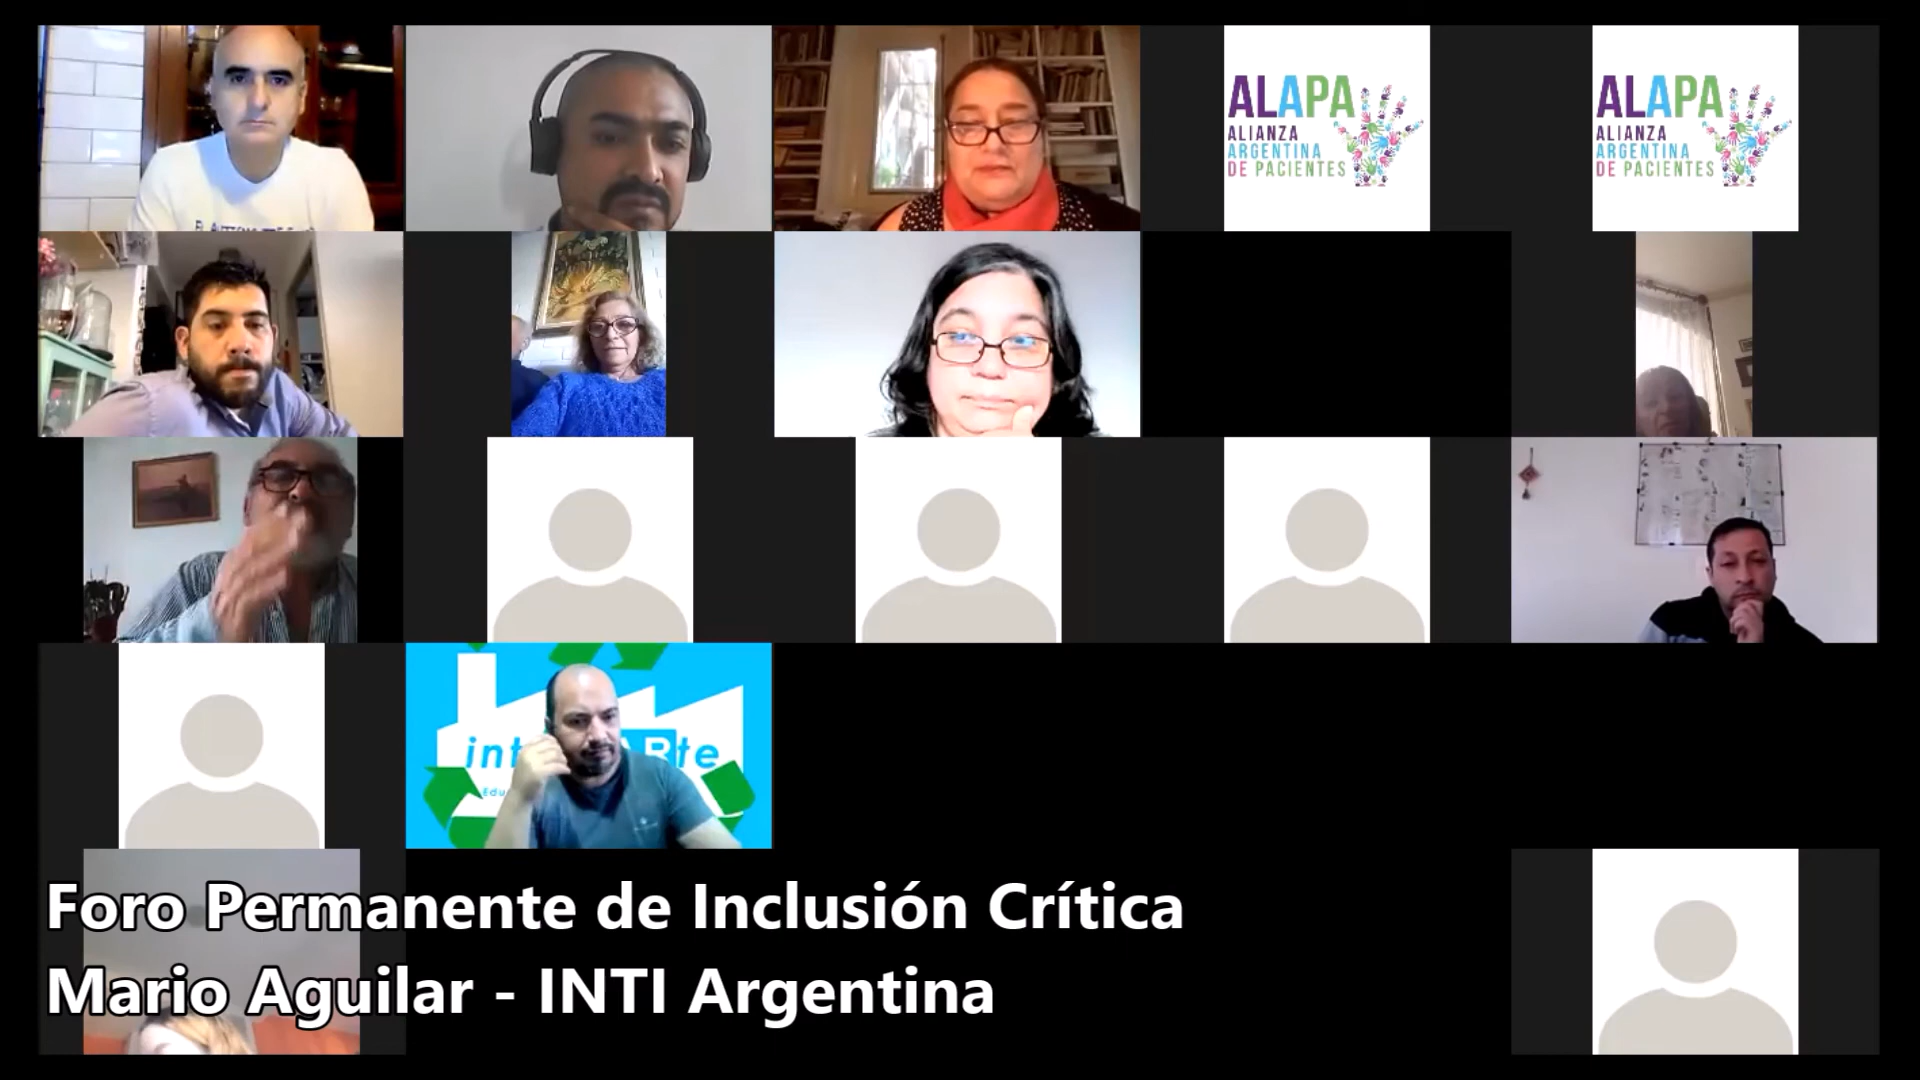 ALAPA
ALIANZA
ARGENTINA
DE PACIENTES
ALAPA
ALIANZA
ARGENTINA
DE PACIENTES
Foro Permanente de Inclusión Crítica
Mario Aguilar - INTI Argentina